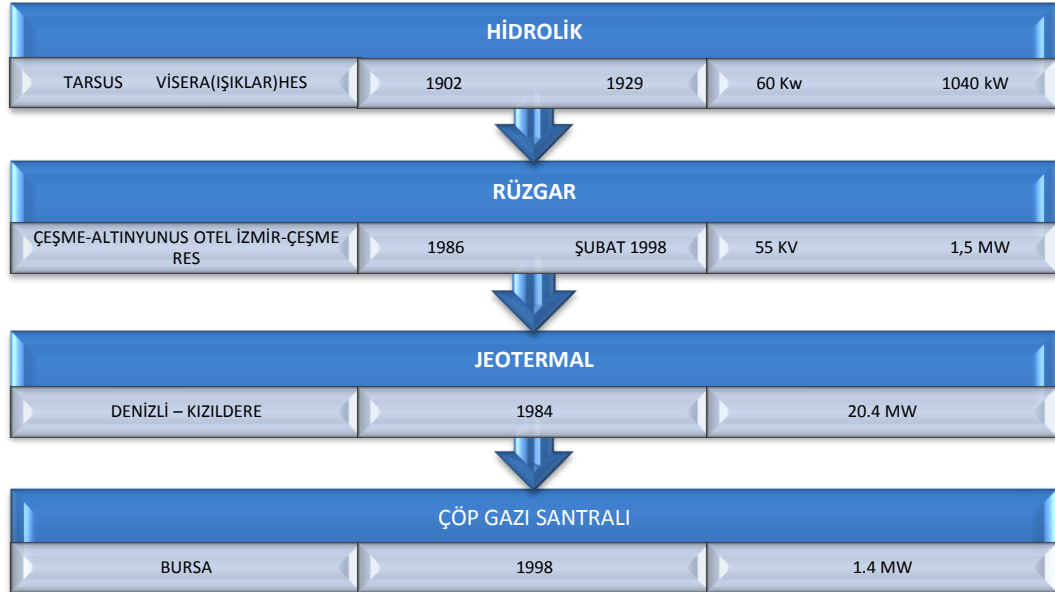 HİDROLİK
TARSUS VİSERA(IŞIKLAR)HES 1902 1929 60 Kw 1040 kW
RÜZGAR
ÇEŞME-ALTINYUNUS OTEL İZMİR-ÇEŞME
RES
1986 ŞUBAT 1998 55 KV 1,5 MW
JEOTERMAL
DENİZLİ – KIZILDERE 1984 20.4 MW
ÇÖP GAZI SANTRALI
BURSA 1998 1.4 MW